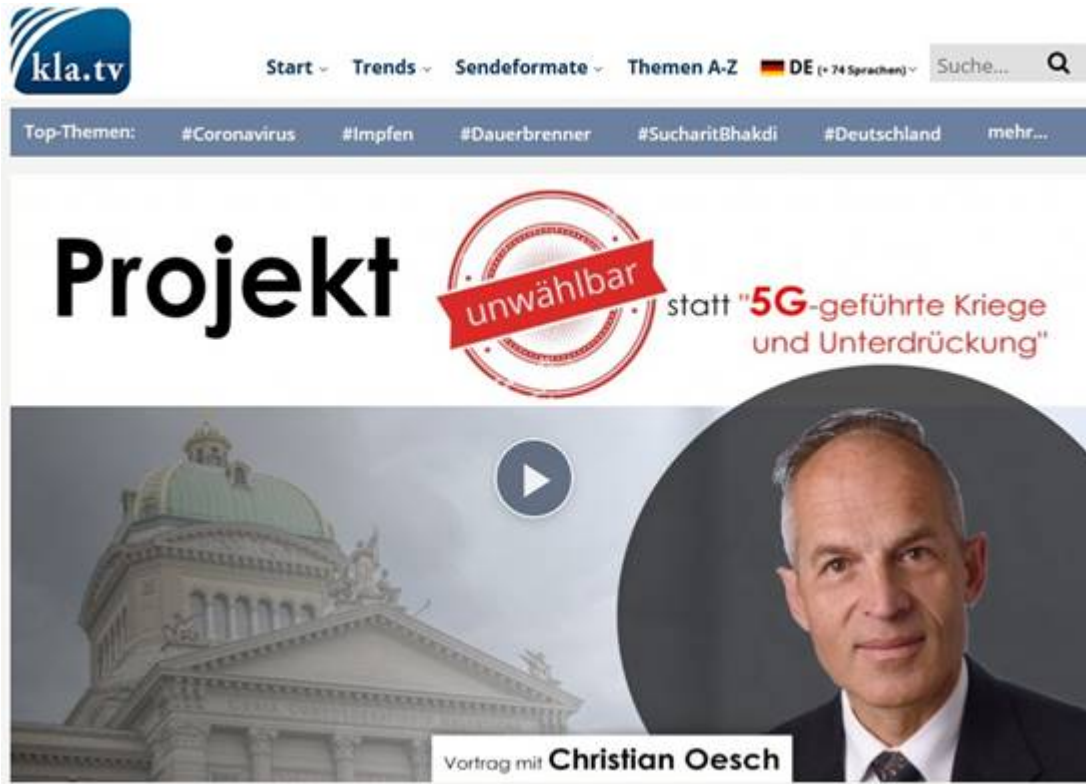 kla.tv
Start Trends Sendeformate Themen A-Z DE (+ 74 Sprachen) Suche...
Top-Themen: #Coronavirus #Impfen #Dauerbrenner #SucharitBhakdi #Deutschland mehr...
Projekt unwählbar statt "5G-geführte Kriege
und Unterdrückung"
Vortrag mit Christian Oesch